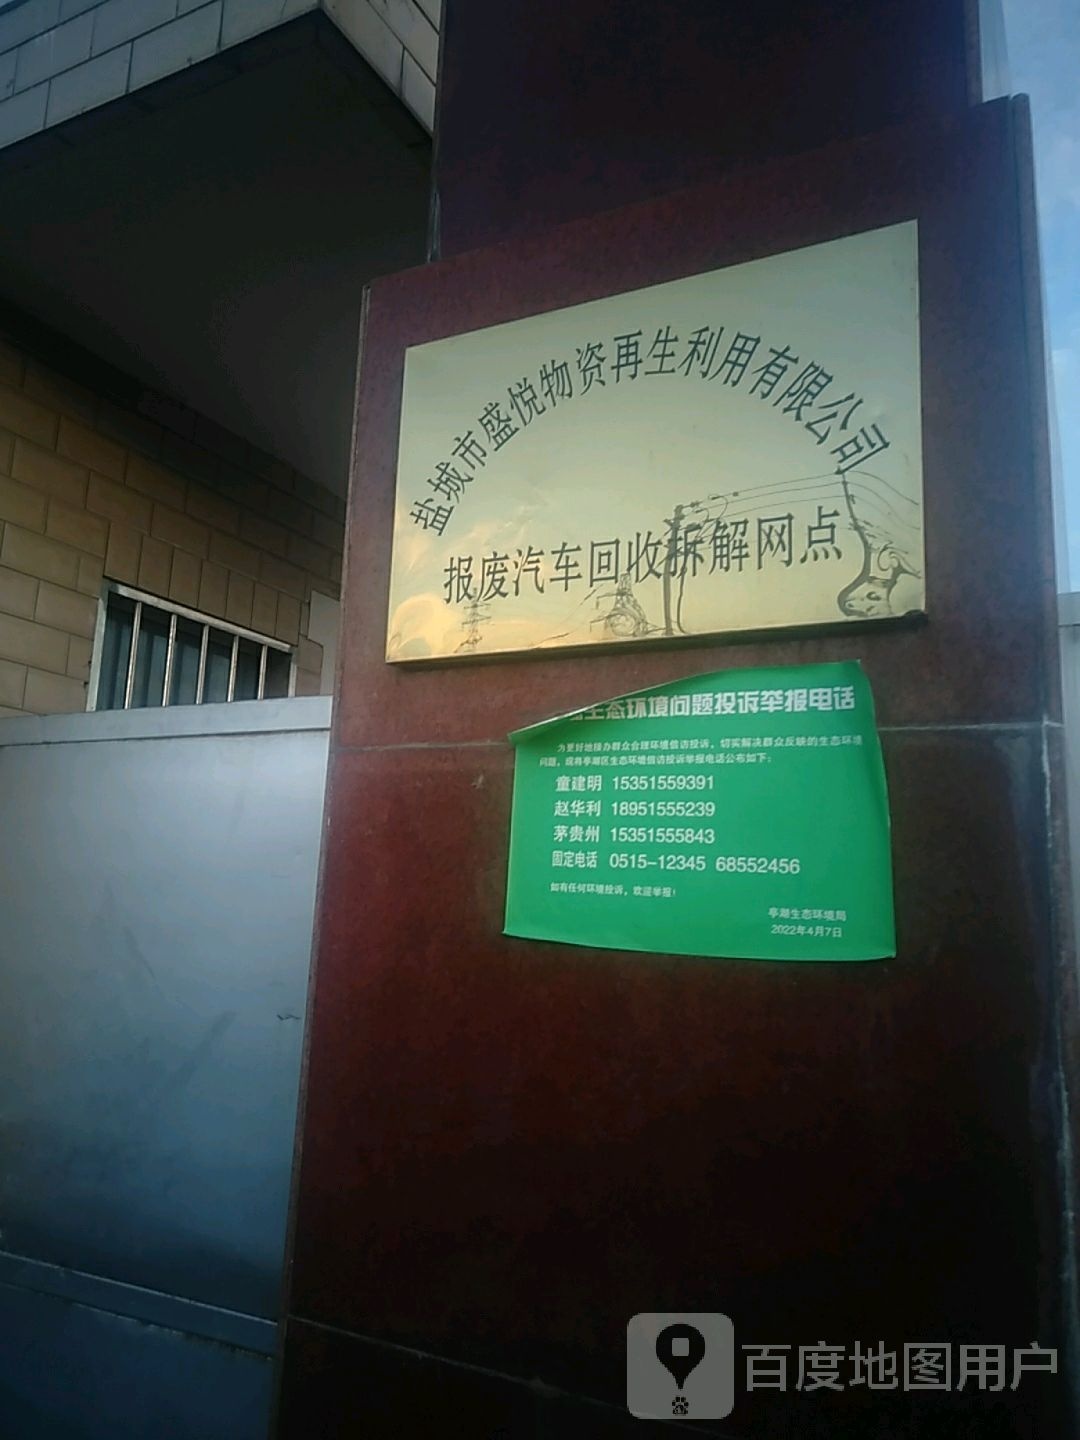 盐城市盛悦物资再生利用有限公司
报废汽车回收拆解网点
生态环境问题投诉举报电话
为更好地接办群众合理环境信访投诉，切实解决群众反映的生态环境
问题，现将亭湖区生态环境信访投诉举报电话公布如下：
童建明 15351559391
赵华利 18951555239
茅贵州 15351555843
固定电话 0515-12345 68552456
如有任何环境投诉，欢迎举报！
亭湖生态环境局
2022年4月7日
百度地图用户